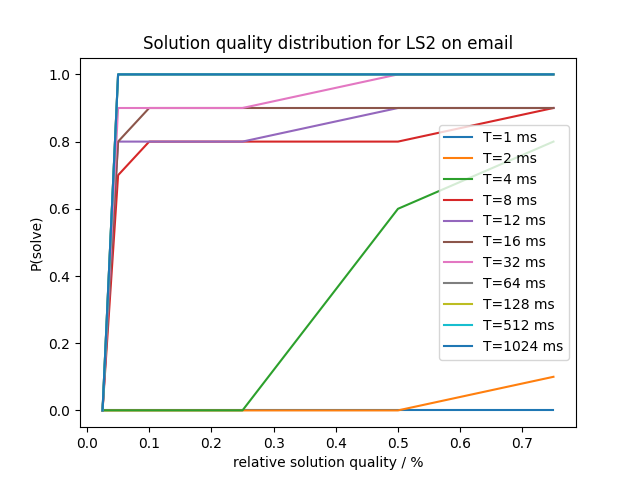 Solution quality distribution for LS2 on email
P(solve)
1.0
0.8
0.6
0.4
0.2
0.0
T=1 ms
T=2 ms
T=4 ms
T=8 ms
T=12 ms
T=16 ms
T=32 ms
T=64 ms
T=128 ms
T=512 ms
T=1024 ms
0.0 0.1 0.2 0.3 0.4 0.5 0.6 0.7
relative solution quality / %